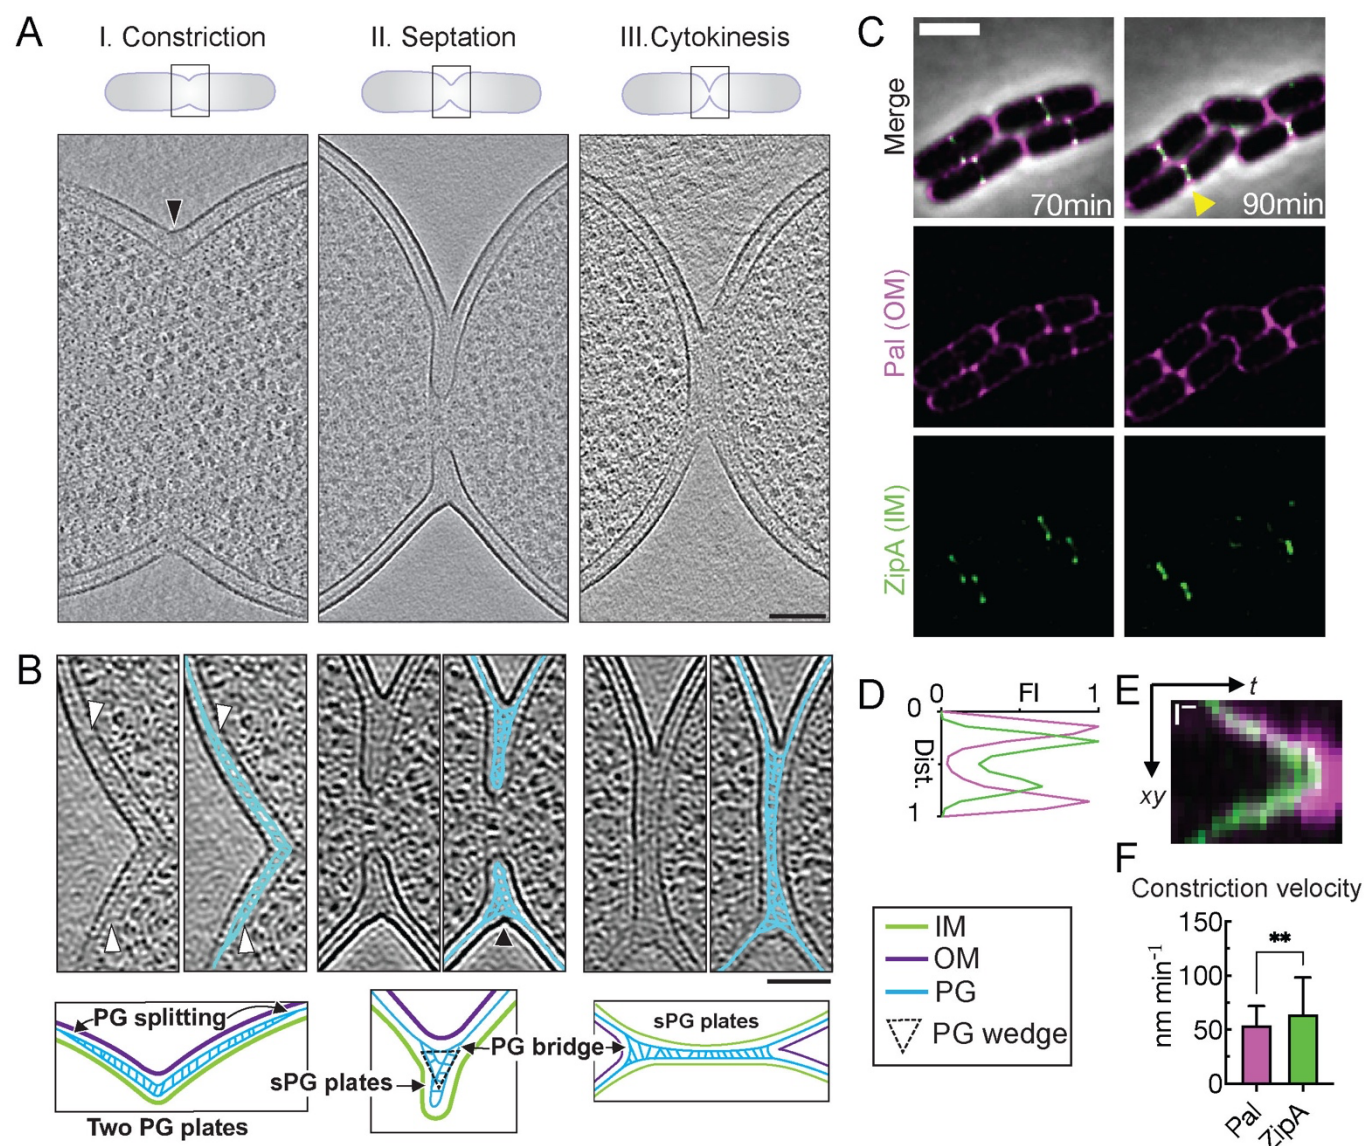 A
I. Constriction
II. Septation
III.Cytokinesis
B
PG splitting
Two PG plates
sPG plates
PG bridge
sPG plates
C
Merge
70min
90min
Pal (OM)
ZipA (IM)
D
0 FI 1
0
Dist.
1
IM
OM
PG
PG wedge
E
t
xy
F
Constriction velocity
nm min⁻¹
150
100
50
0
**
Pal
ZipA